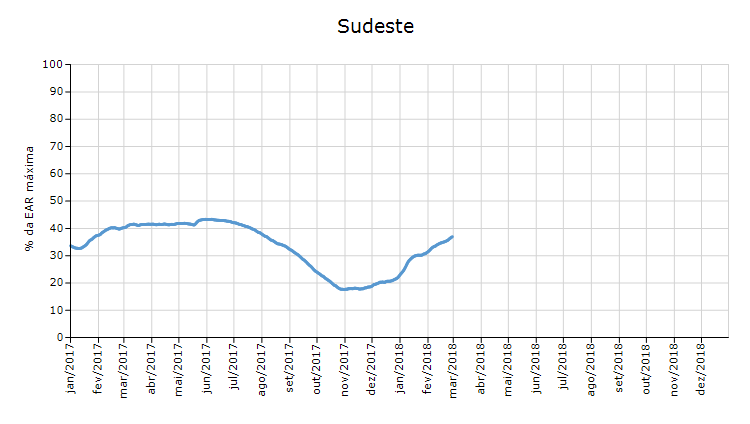 Sudeste
% da EAR máxima
100
90
80
70
60
50
40
30
20
10
0
jan/2017
fev/2017
mar/2017
abr/2017
mai/2017
jun/2017
jul/2017
ago/2017
set/2017
out/2017
nov/2017
dez/2017
jan/2018
fev/2018
mar/2018
abr/2018
mai/2018
jun/2018
jul/2018
ago/2018
set/2018
out/2018
nov/2018
dez/2018